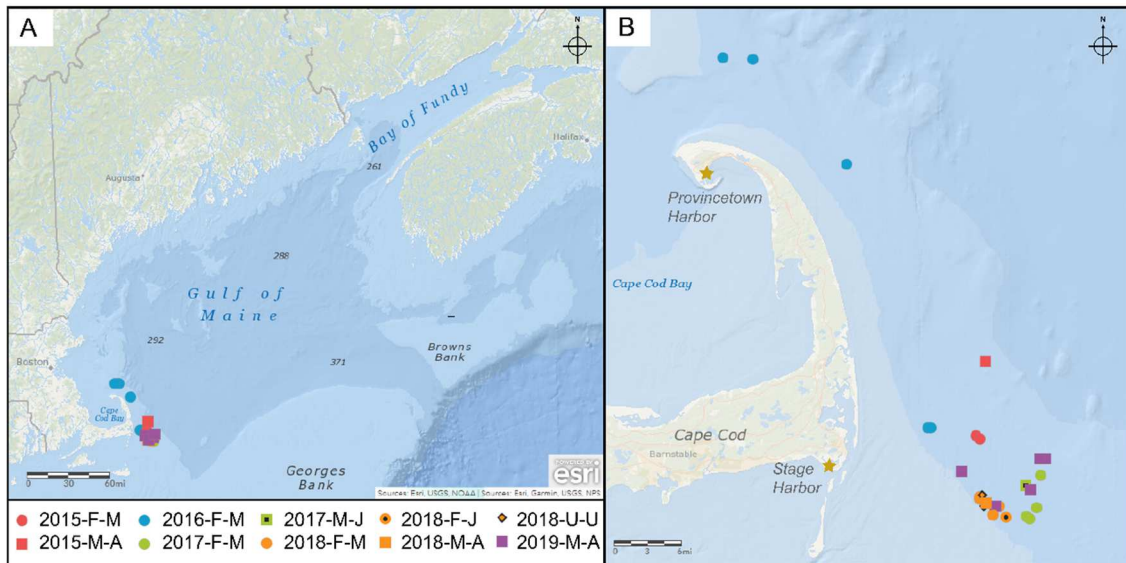 A
N
Bay of Fundy
Halifax
261
Augusta
288
Gulf of
Maine
292
371
Browns
Bank
Boston
Cape
Cod Bay
Georges
Bank
0 30 60mi
POWERED BY
esri
Sources: Esri, USGS, NOAA | Sources: Esri, Garmin, USGS, NPS
2015-F-M 2016-F-M 2017-M-J 2018-F-J 2018-U-U
2015-M-A 2017-F-M 2018-F-M 2018-M-A 2019-M-A
B
N
Provincetown
Harbor
Cape Cod Bay
Cape Cod
Barnstable
Stage
Harbor
0 3 6mi